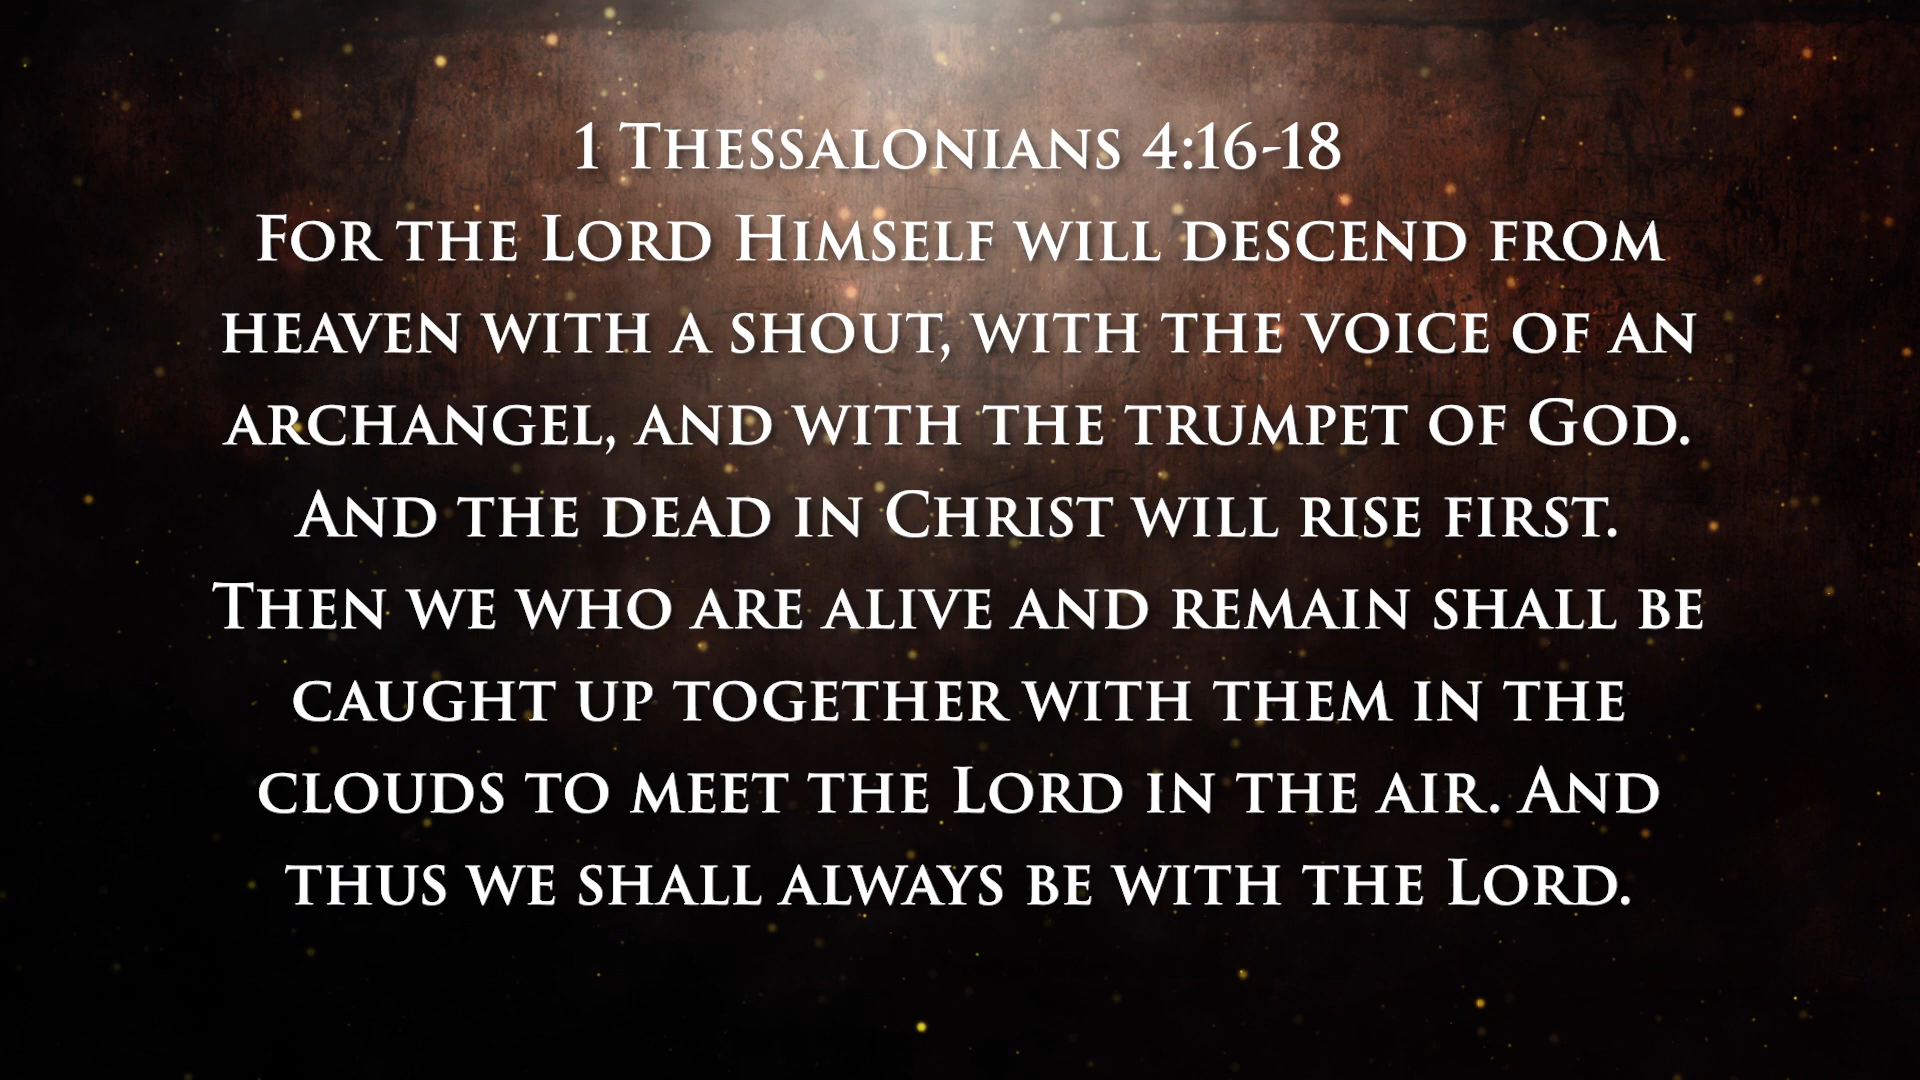 1 Thessalonians 4:16-18
For the Lord Himself will descend from
heaven with a shout, with the voice of an
archangel, and with the trumpet of God.
And the dead in Christ will rise first.
Then we who are alive and remain shall be
caught up together with them in the
clouds to meet the Lord in the air. And
thus we shall always be with the Lord.